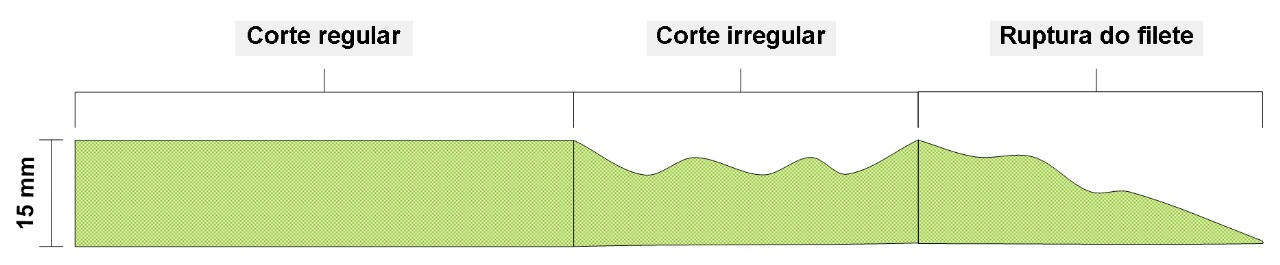 Corte regular
Corte irregular
Ruptura do filete
15 mm